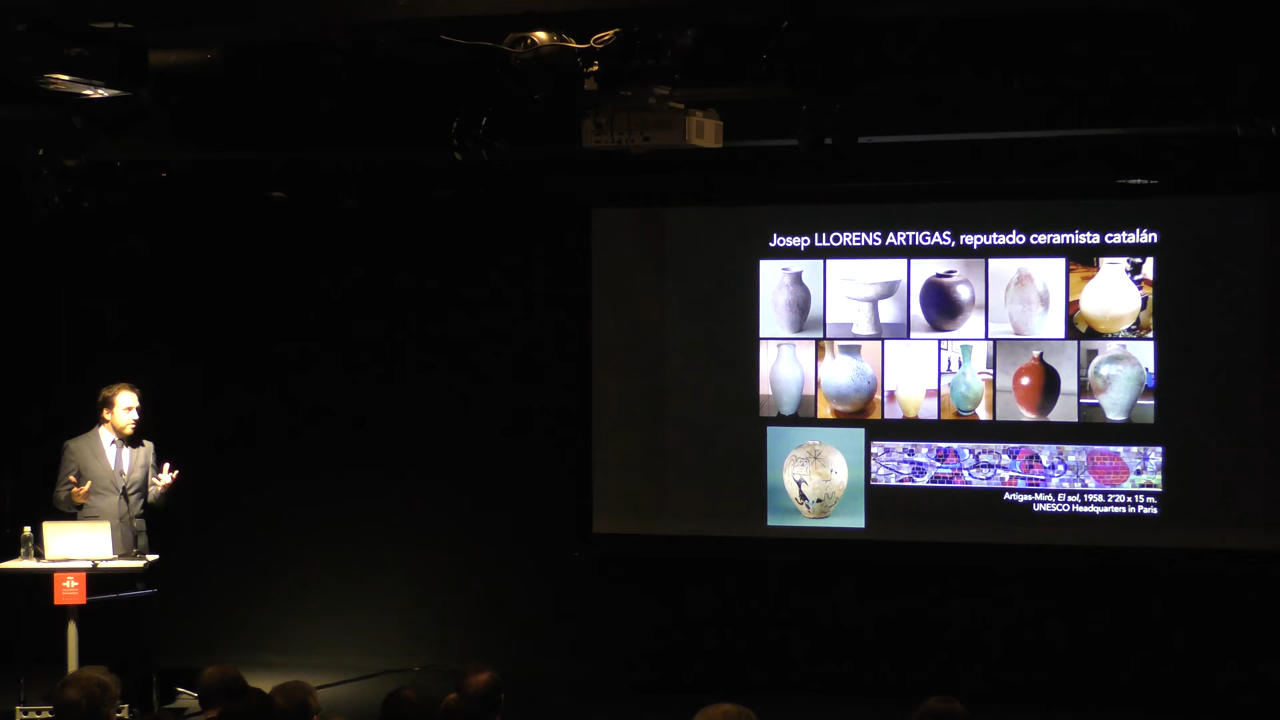 Josep LLORENS ARTIGAS, reputado ceramista catalán
Artigas-Miró, El sol, 1958. 2'20 x 15 m.
UNESCO Headquarters in Paris